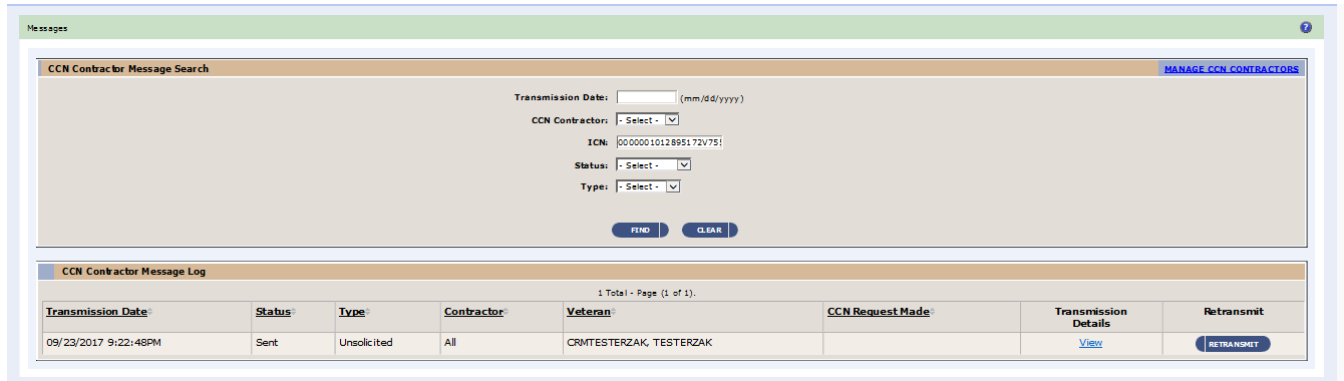 Messages
?
CCN Contractor Message Search MANAGE CCN CONTRACTORS
Transmission Date: (mm/dd/yyyy)
CCN Contractor: - Select -
ICN: 0000001012895172V75
Status: - Select -
Type: - Select -
FIND CLEAR
CCN Contractor Message Log
1 Total - Page (1 of 1).
Transmission Date Status Type Contractor Veteran CCN Request Made Transmission Details Retransmit
09/23/2017 9:22:48PM Sent Unsolicited All CRMTESTERZAK, TESTERZAK View RETRANSMIT